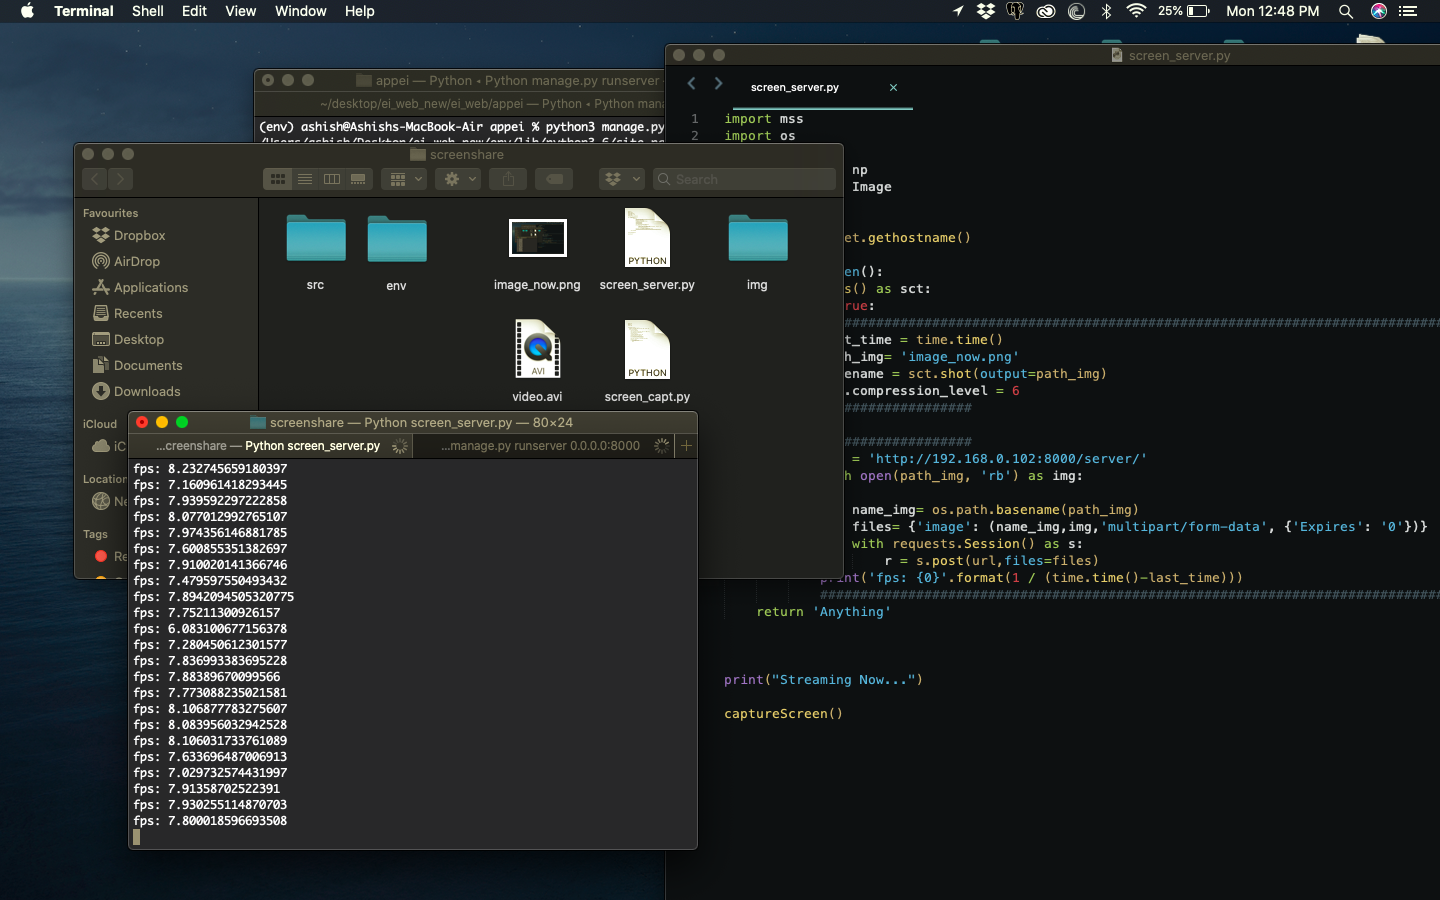 Terminal Shell Edit View Window Help 25% Mon 12:48 PM
screen_server.py
screen_server.py
1 import mss
2 import os
np
Image
et.gethostname()
en():
s() as sct:
rue:
t_time = time.time()
h_img= 'image_now.png'
ename = sct.shot(output=path_img)
.compression_level = 6
################
################
= 'http://192.168.0.102:8000/server/'
h open(path_img, 'rb') as img:
name_img= os.path.basename(path_img)
files= {'image': (name_img,img,'multipart/form-data', {'Expires': '0'})}
with requests.Session() as s:
r = s.post(url,files=files)
print('fps: {0}'.format(1 / (time.time()-last_time)))
return 'Anything'
print("Streaming Now...")
captureScreen()
appei — Python • Python manage.py runserver
~/desktop/ei_web_new/ei_web/appei — Python • Python mana
(env) ashish@Ashishs-MacBook-Air appei % python3 manage.py
screenshare
Search
Favourites
Dropbox
AirDrop
Applications
Recents
Desktop
Documents
Downloads
iCloud
iC
Location
Ne
Tags
Re
src
env
image_now.png
PYTHON
screen_server.py
img
AVI
video.avi
PYTHON
screen_capt.py
screenshare — Python screen_server.py — 80×24
...creenshare — Python screen_server.py
...manage.py runserver 0.0.0.0:8000
fps: 8.232745659180397
fps: 7.160961418293445
fps: 7.939592297222858
fps: 8.077012992765107
fps: 7.974356146881785
fps: 7.600855351382697
fps: 7.910020141366746
fps: 7.479597550493432
fps: 7.8942094505320775
fps: 7.75211300926157
fps: 6.083100677156378
fps: 7.280450612301577
fps: 7.836993383695228
fps: 7.88389670099566
fps: 7.773088235021581
fps: 8.106877783275607
fps: 8.083956032942528
fps: 8.106031733761089
fps: 7.633696487006913
fps: 7.029732574431997
fps: 7.91358702522391
fps: 7.930255114870703
fps: 7.800018596693508